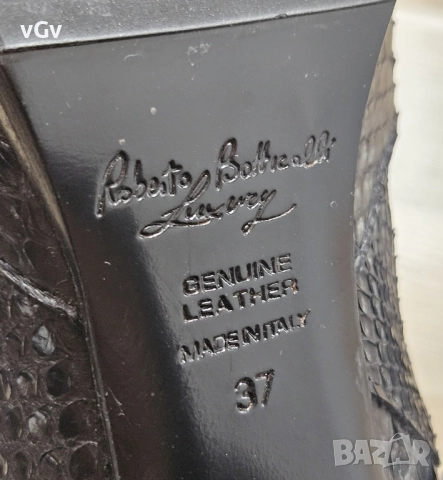 vGv
Roberto Botticelli
Luxury
GENUINE
LEATHER
MADE IN ITALY
37
BAZAR